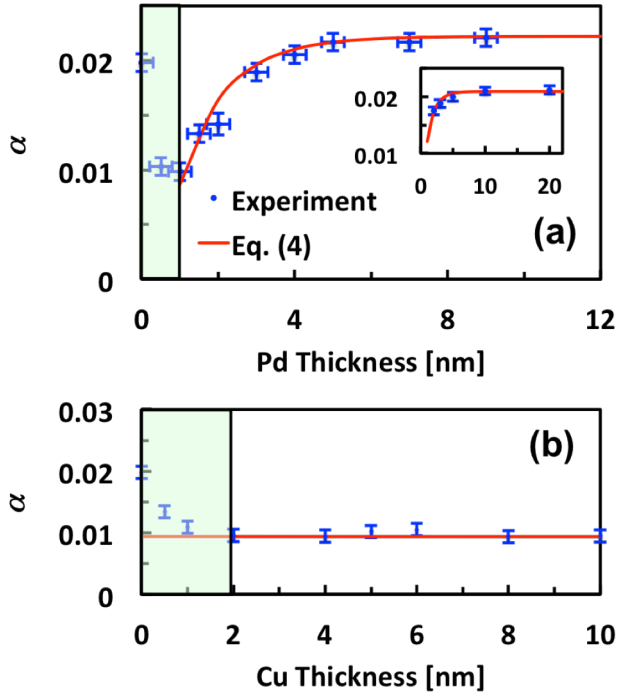 0.02
0.01
0
α
0.02
0.01
0
10
20
Experiment
Eq. (4)
(a)
0
4
8
12
Pd Thickness [nm]
0.03
0.02
0.01
0
α
(b)
0
2
4
6
8
10
Cu Thickness [nm]